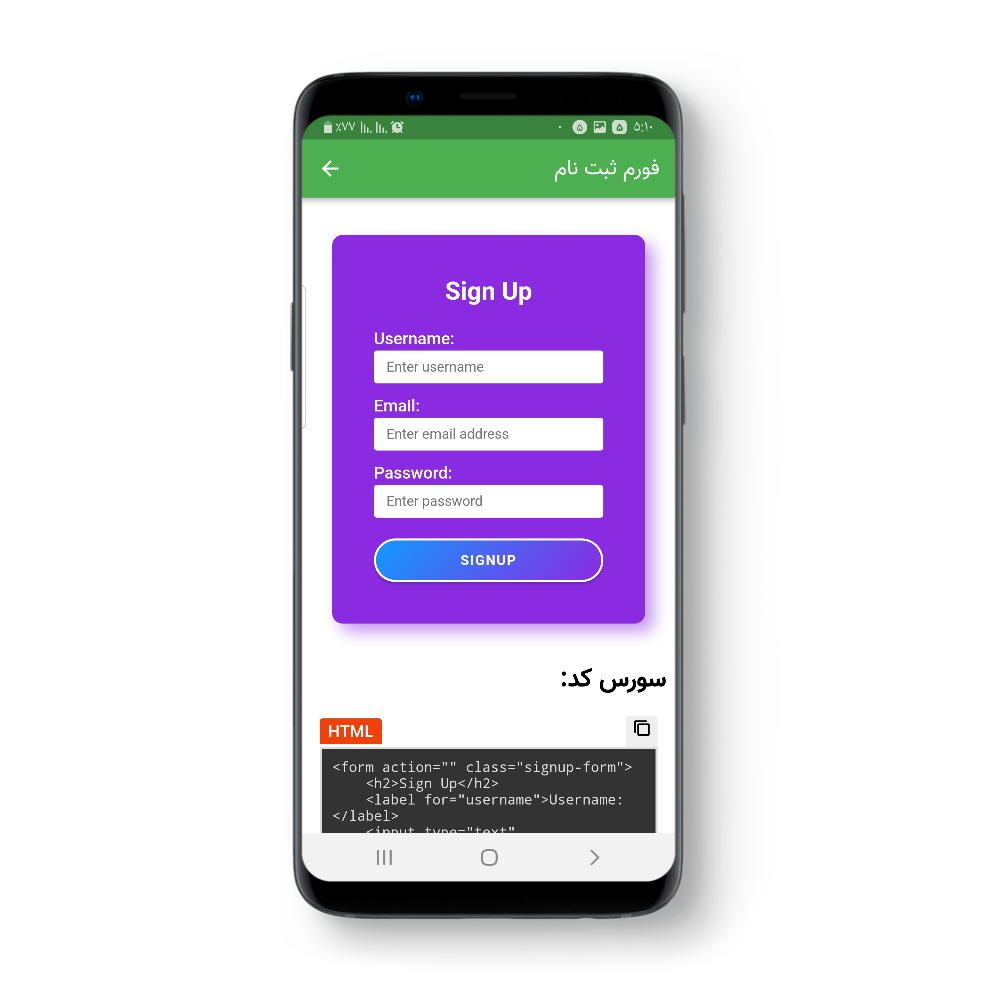 ٪۷۷ ۵ ۵ ۵:۱۰
فورم ثبت نام
Sign Up
Username:
Enter username
Email:
Enter email address
Password:
Enter password
SIGNUP
سورس کد:
HTML
<form action="" class="signup-form">
<h2>Sign Up</h2>
<label for="username">Username:
</label>
<input type="text"